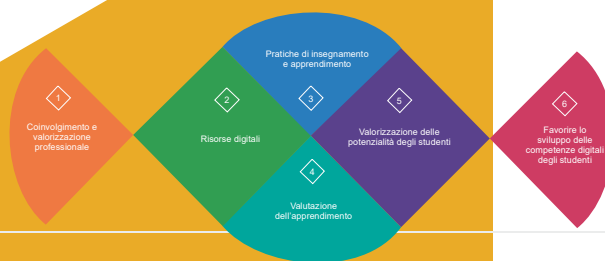 1
Coinvolgimento e
valorizzazione
professionale
2
Risorse digitali
Pratiche di insegnamento
e apprendimento
3
4
Valutazione
dell'apprendimento
5
Valorizzazione delle
potenzialità degli studenti
6
Favorire lo
sviluppo delle
competenze digitali
degli studenti